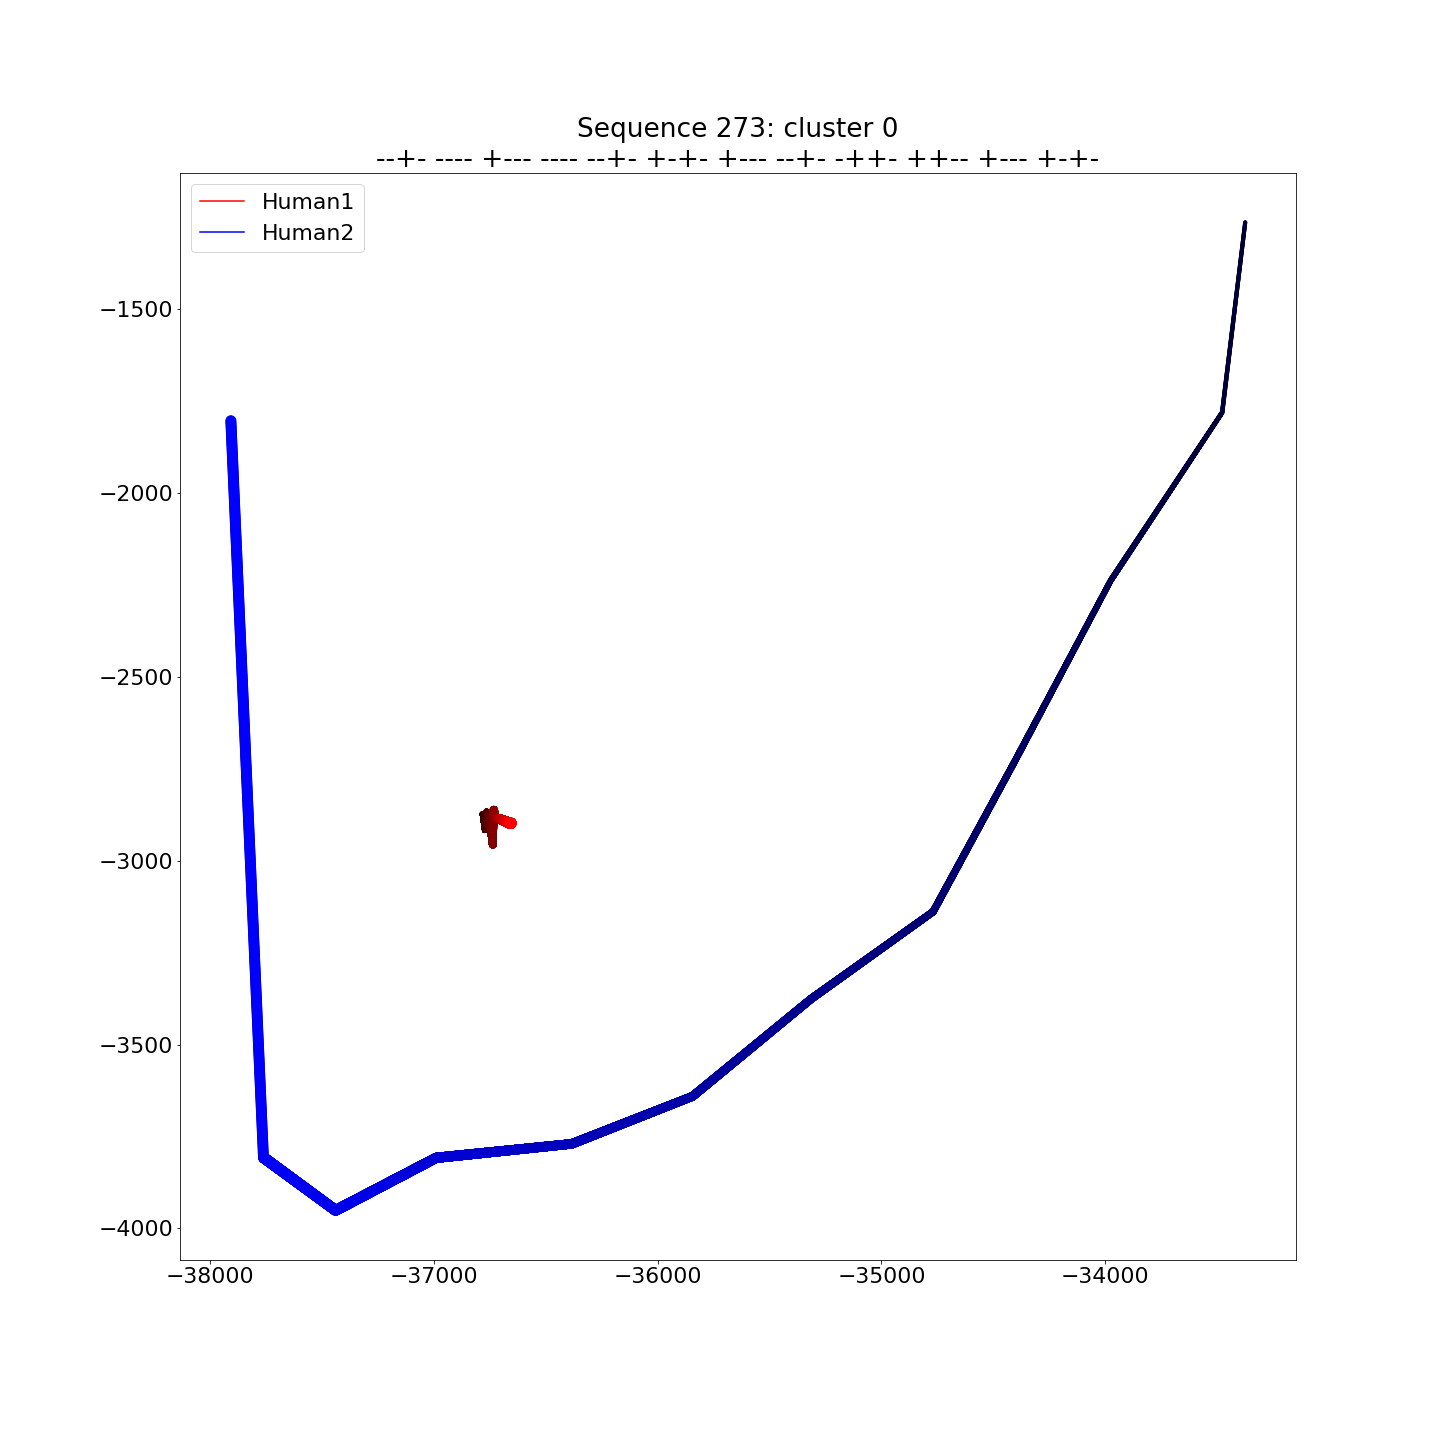 Sequence 273: cluster 0
--+- ---- +--- ---- --+- +-+- +--- --+- -++- ++-- +--- +-+-
Human1
Human2
−1500
−2000
−2500
−3000
−3500
−4000
−38000 −37000 −36000 −35000 −34000